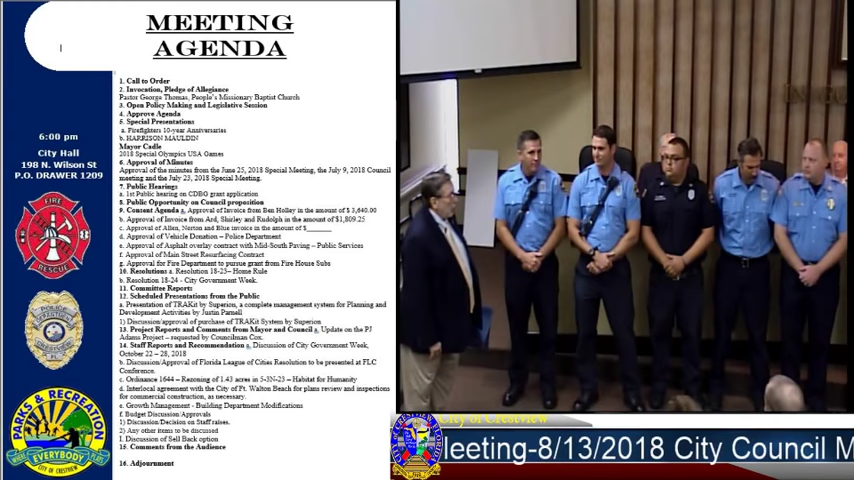 MEETING
AGENDA
1. Call to Order
2. Invocation, Pledge of Allegiance
Pastor George Thomas, People's Missionary Baptist Church
3. Open Policy Making and Legislative Session
4. Approve Agenda
5. Special Presentations
a. Firefighters 10-year Anniversaries
b. HARRISON MAULDIN
Mayor Cadle
2018 Special Olympics USA Games
6. Approval of Minutes
Approval of the minutes from the June 25, 2018 Special Meeting, the July 9, 2018 Council
meeting and the July 23, 2018 Special Meeting.
7. Public Hearings
a. 1st Public hearing on CDBG grant application
8. Public Opportunity on Council proposition
9. Consent Agenda a. Approval of Invoice from Ben Holley in the amount of $ 3,640.00
b. Approval of Invoice from Ard, Shirley and Rudolph in the amount of $1,809.25
c. Approval of Allen, Norton and Blue invoice in the amount of $______
d. Approval of Vehicle Donation – Police Department
e. Approval of Asphalt overlay contract with Mid-South Paving – Public Services
f. Approval of Main Street Resurfacing Contract
g. Approval for Fire Department to pursue grant from Fire House Subs
10. Resolutions a. Resolution 18-23– Home Rule
b. Resolution 18-24 - City Government Week.
11. Committee Reports
12. Scheduled Presentations from the Public
a. Presentation of TRAKit by Superion, a complete management system for Planning and
Development Activities by Justin Parnell
1) Discussion/approval of purchase of TRAKit System by Superion
13. Project Reports and Comments from Mayor and Council a. Update on the PJ
Adams Project – requested by Councilman Cox.
14. Staff Reports and Recommendation a. Discussion of City Government Week,
October 22 – 28, 2018
b. Discussion/Approval of Florida League of Cities Resolution to be presented at FLC
Conference.
c. Ordinance 1644 – Rezoning of 1.43 acres in 5-3N-23 – Habitat for Humanity
d. Interlocal agreement with the City of Ft. Walton Beach for plans review and inspections
for commercial construction, as necessary.
e. Growth Management - Building Department Modifications
f. Budget Discussion/Approvals
1) Discussion/Decision on Staff raises.
2) Any other items to be discussed
I. Discussion of Sell Back option
15. Comments from the Audience
16. Adjournment
6:00 pm
City Hall
198 N. Wilson St
P.O. DRAWER 1209
FIRE
RESCUE
PARKS & RECREATION
WHERE EVERYBODY PLAYS
CITY OF CRESTVIEW
IN GO
City of Crestview
Meeting-8/13/2018 City Council M